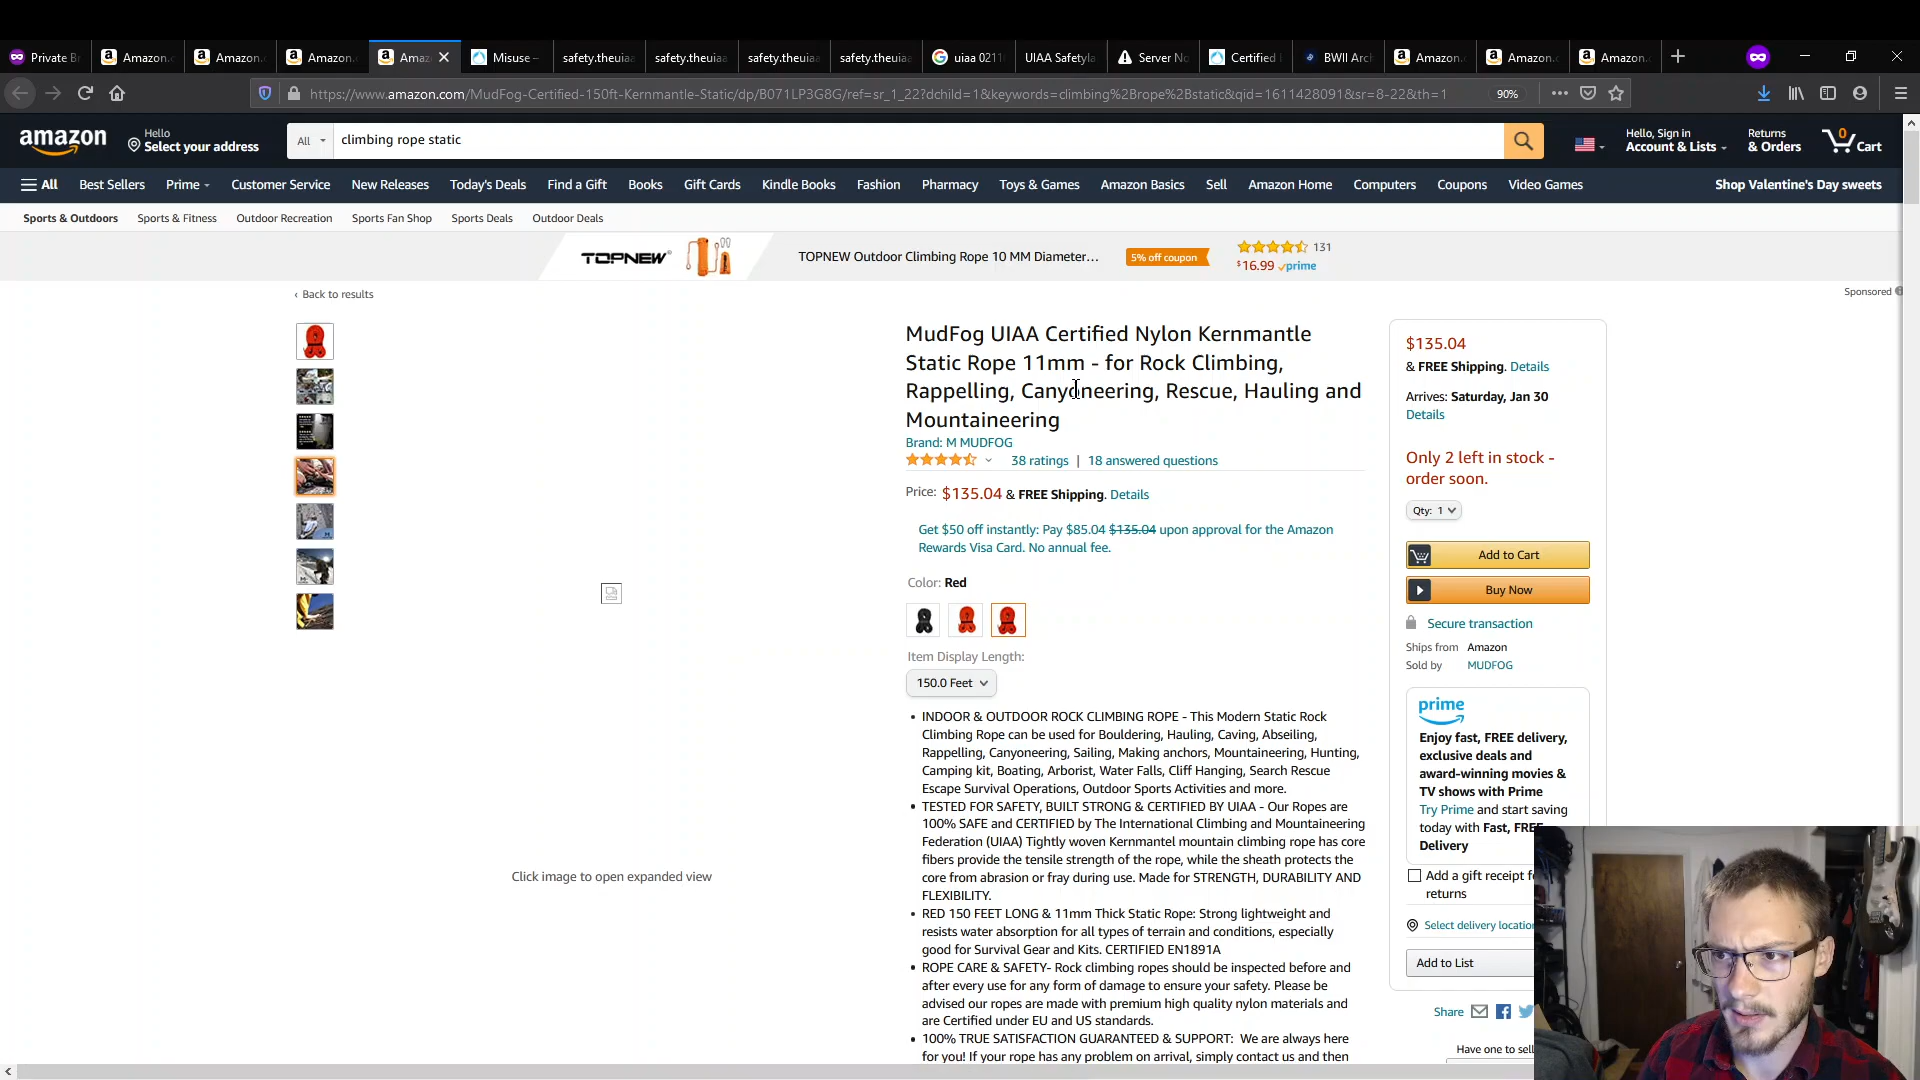 Private B
Amazon.
Amazon.
Amazon.
Amaz
Misuse –
safety.theuiaa
safety.theuiaa
safety.theuiaa
safety.theuiaa
uiaa 0211
UIAA Safetyla
Server No
Certified
BWII Arch
Amazon.
Amazon.
Amazon.
https://www.amazon.com/MudFog-Certified-150ft-Kernmantle-Static/dp/B071LP3G8G/ref=sr_1_22?dchild=1&keywords=climbing%2Brope%2Bstatic&qid=1611428091&sr=8-22&th=1
90%
amazon
Hello
Select your address
All
climbing rope static
Hello, Sign in
Account & Lists
Returns
& Orders
0
Cart
All
Best Sellers
Prime
Customer Service
New Releases
Today's Deals
Find a Gift
Books
Gift Cards
Kindle Books
Fashion
Pharmacy
Toys & Games
Amazon Basics
Sell
Amazon Home
Computers
Coupons
Video Games
Shop Valentine's Day sweets
Sports & Outdoors
Sports & Fitness
Outdoor Recreation
Sports Fan Shop
Sports Deals
Outdoor Deals
TOPNEW
TOPNEW Outdoor Climbing Rope 10 MM Diameter...
5% off coupon
131
$16.99 prime
Sponsored
‹ Back to results
Click image to open expanded view
MudFog UIAA Certified Nylon Kernmantle
Static Rope 11mm - for Rock Climbing,
Rappelling, Canyoneering, Rescue, Hauling and
Mountaineering
Brand: M MUDFOG
38 ratings | 18 answered questions
Price: $135.04 & FREE Shipping. Details
Get $50 off instantly: Pay $85.04 $135.04 upon approval for the Amazon
Rewards Visa Card. No annual fee.
Color: Red
Item Display Length:
150.0 Feet
• INDOOR & OUTDOOR ROCK CLIMBING ROPE - This Modern Static Rock
Climbing Rope can be used for Bouldering, Hauling, Caving, Abseiling,
Rappelling, Canyoneering, Sailing, Making anchors, Mountaineering, Hunting,
Camping kit, Boating, Arborist, Water Falls, Cliff Hanging, Search Rescue
Escape Survival Operations, Outdoor Sports Activities and more.
• TESTED FOR SAFETY, BUILT STRONG & CERTIFIED BY UIAA - Our Ropes are
100% SAFE and CERTIFIED by The International Climbing and Mountaineering
Federation (UIAA) Tightly woven Kernmantel mountain climbing rope has core
fibers provide the tensile strength of the rope, while the sheath protects the
core from abrasion or fray during use. Made for STRENGTH, DURABILITY AND
FLEXIBILITY.
• RED 150 FEET LONG & 11mm Thick Static Rope: Strong lightweight and
resists water absorption for all types of terrain and conditions, especially
good for Survival Gear and Kits. CERTIFIED EN1891A
• ROPE CARE & SAFETY- Rock climbing ropes should be inspected before and
after every use for any form of damage to ensure your safety. Please be
advised our ropes are made with premium high quality nylon materials and
are Certified under EU and US standards.
• 100% TRUE SATISFACTION GUARANTEED & SUPPORT: We are always here
for you! If your rope has any problem on arrival, simply contact us and then
$135.04
& FREE Shipping. Details
Arrives: Saturday, Jan 30
Details
Only 2 left in stock -
order soon.
Qty: 1
Add to Cart
Buy Now
Secure transaction
Ships from Amazon
Sold by MUDFOG
prime
Enjoy fast, FREE delivery,
exclusive deals and
award-winning movies &
TV shows with Prime
Try Prime and start saving
today with Fast, FREE
Delivery
Add a gift receipt f
returns
Select delivery location
Add to List
Share
Have one to sell